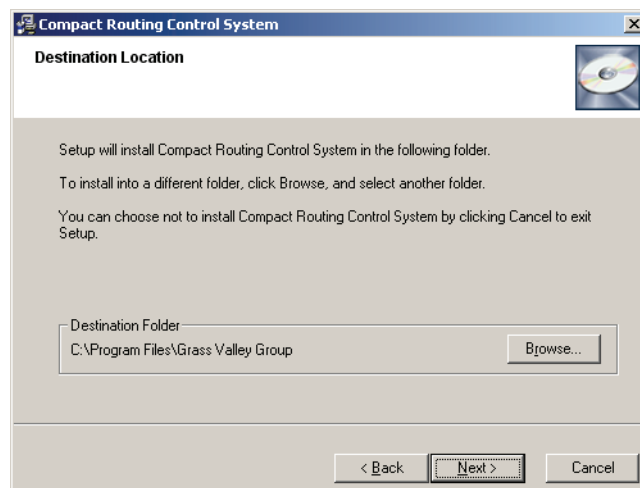 Compact Routing Control System
Destination Location
Setup will install Compact Routing Control System in the following folder.
To install into a different folder, click Browse, and select another folder.
You can choose not to install Compact Routing Control System by clicking Cancel to exit
Setup.
Destination Folder
C:\Program Files\Grass Valley Group
Browse...
< Back
Next >
Cancel